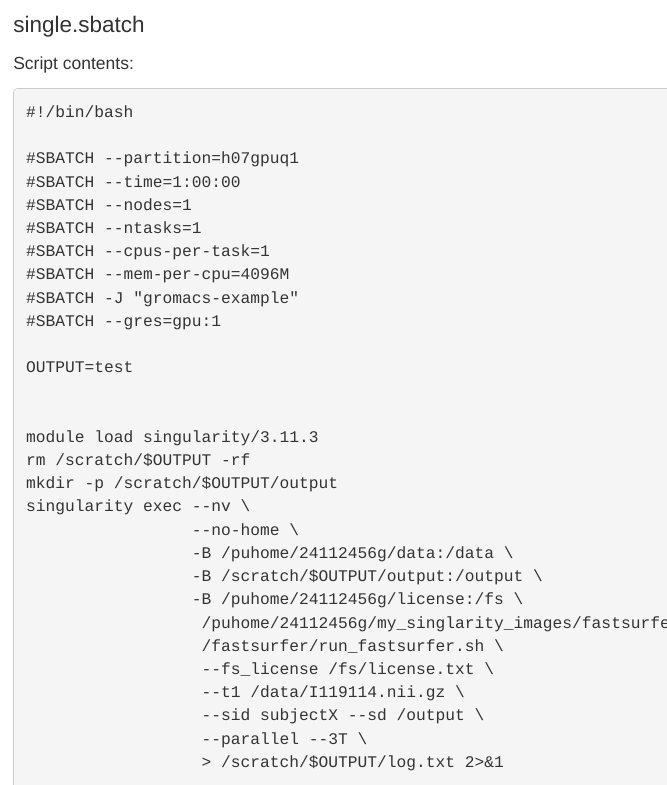 single.sbatch
Script contents:
#!/bin/bash
#SBATCH --partition=h07gpuq1
#SBATCH --time=1:00:00
#SBATCH --nodes=1
#SBATCH --ntasks=1
#SBATCH --cpus-per-task=1
#SBATCH --mem-per-cpu=4096M
#SBATCH -J "gromacs-example"
#SBATCH --gres=gpu:1
OUTPUT=test
module load singularity/3.11.3
rm /scratch/$OUTPUT -rf
mkdir -p /scratch/$OUTPUT/output
singularity exec --nv \
--no-home \
-B /puhome/24112456g/data:/data \
-B /scratch/$OUTPUT/output:/output \
-B /puhome/24112456g/license:/fs \
/puhome/24112456g/my_singlarity_images/fastsurfe
/fastsurfer/run_fastsurfer.sh \
--fs_license /fs/license.txt \
--t1 /data/I119114.nii.gz \
--sid subjectX --sd /output \
--parallel --3T \
> /scratch/$OUTPUT/log.txt 2>&1